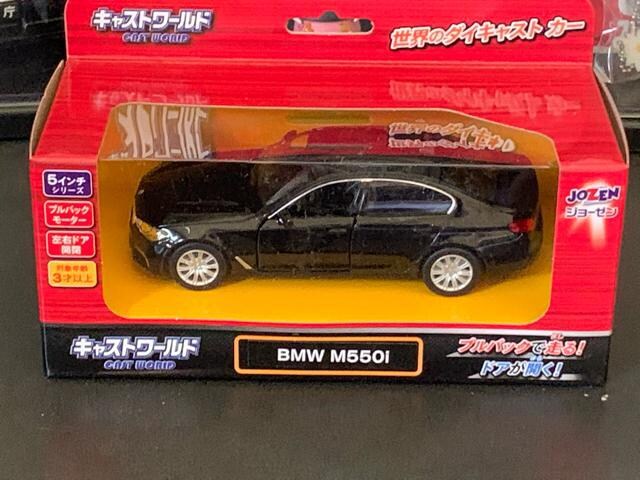 庁
キャストワールド
CAST WORLD
世界のダイキャスト カー
5インチ
シリーズ
プルバック
モーター
左右ドア
開閉
対象年齢
3才以上
JOZEN
ジョーゼン
キャストワールド
CAST WORLD
BMW M550i
プルバックで走る!
ドアが開く!